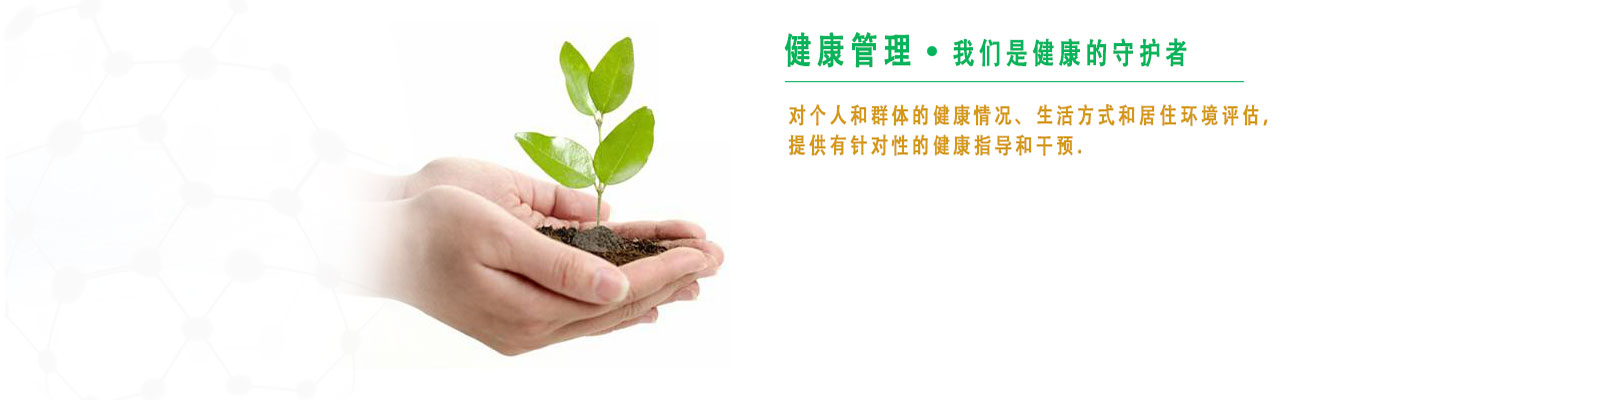 健康管理·我们是健康的守护者
对个人和群体的健康情况、生活方式和居住环境评估,
提供有针对性的健康指导和干预.